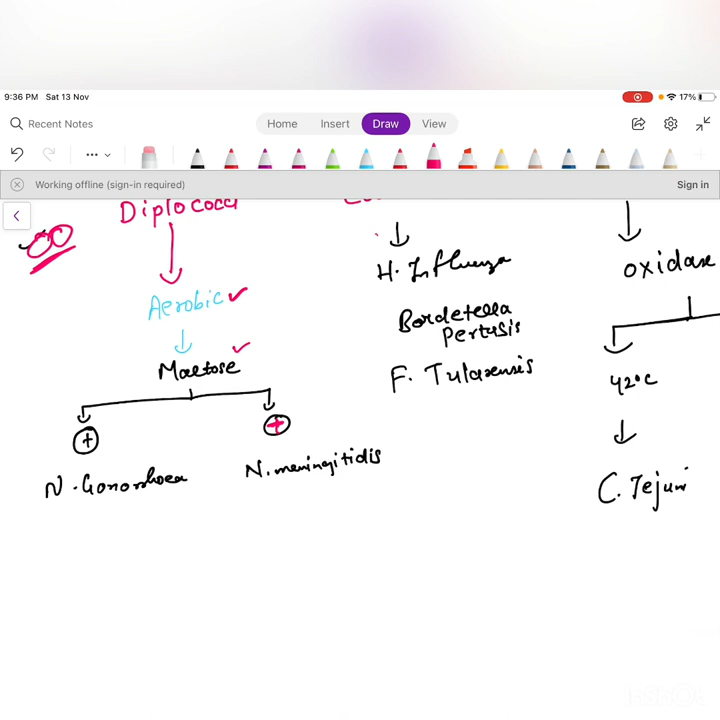 9:36 PM Sat 13 Nov
17%
Recent Notes
Home
Insert
Draw
View
Working offline (sign-in required)
Sign in
Diplococci
Aerobic
Maltose
+
N. Gonorrhoea
+
N. meningitidis
H. Influenza
Bordetella
Pertusis
F. Tularensis
oxidase
42°C
C. Jejuni